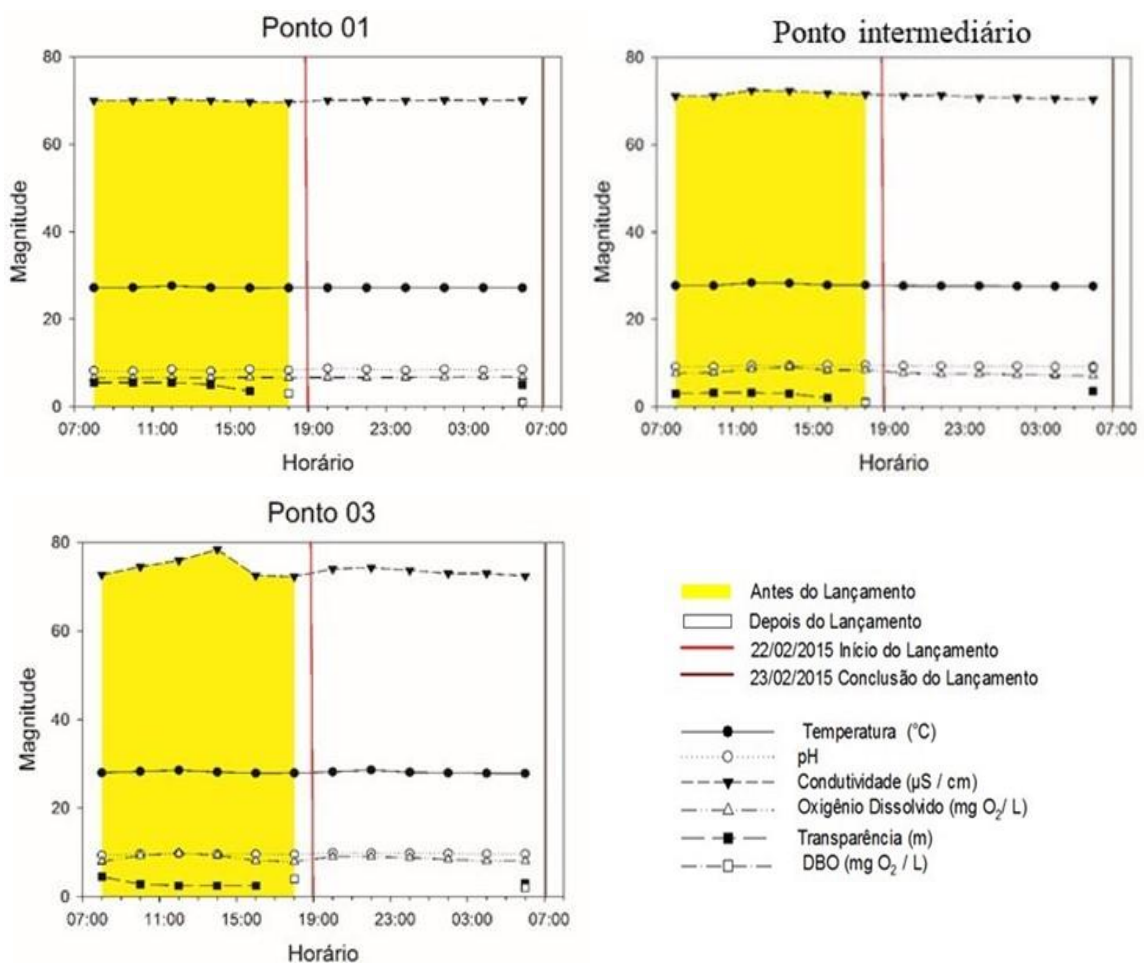 Ponto 01
80
60
40
20
0
Magnitude
07:00 11:00 15:00 19:00 23:00 03:00 07:00
Horário
Ponto intermediário
80
60
40
20
0
Magnitude
07:00 11:00 15:00 19:00 23:00 03:00 07:00
Horário
Ponto 03
80
60
40
20
0
Magnitude
07:00 11:00 15:00 19:00 23:00 03:00 07:00
Horário
Antes do Lançamento
Depois do Lançamento
22/02/2015 Início do Lançamento
23/02/2015 Conclusão do Lançamento
Temperatura (°C)
pH
Condutividade (µS / cm)
Oxigênio Dissolvido (mg O₂/ L)
Transparência (m)
DBO (mg O₂ / L)